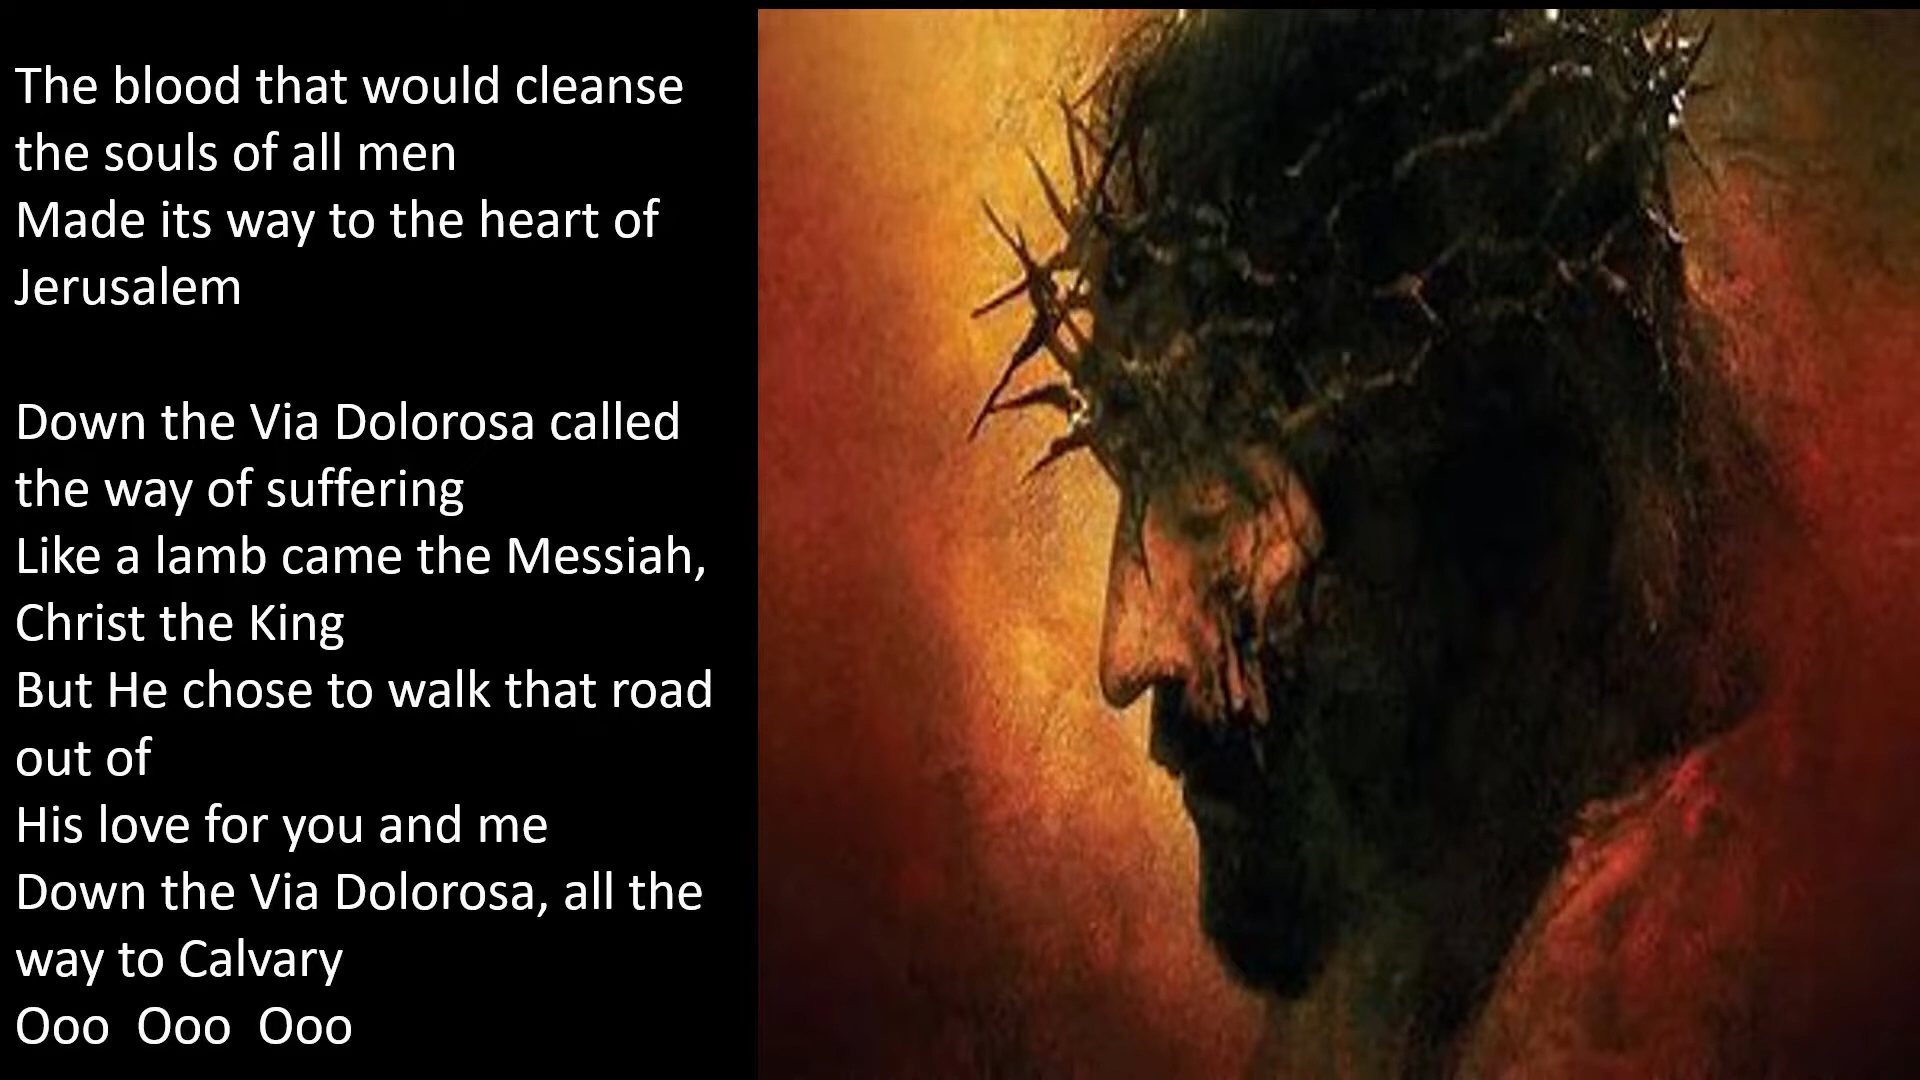 The blood that would cleanse
the souls of all men
Made its way to the heart of
Jerusalem
Down the Via Dolorosa called
the way of suffering
Like a lamb came the Messiah,
Christ the King
But He chose to walk that road
out of
His love for you and me
Down the Via Dolorosa, all the
way to Calvary
Ooo  Ooo  Ooo